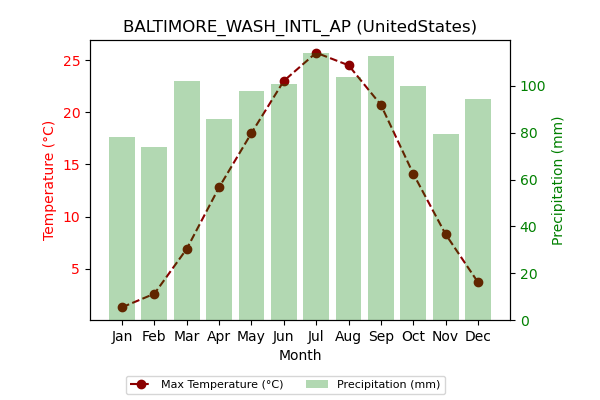 BALTIMORE_WASH_INTL_AP (UnitedStates)
25
20
15
10
5
Temperature (°C)
100
80
60
40
20
0
Precipitation (mm)
Jan Feb Mar Apr May Jun Jul Aug Sep Oct Nov Dec
Month
Max Temperature (°C) Precipitation (mm)